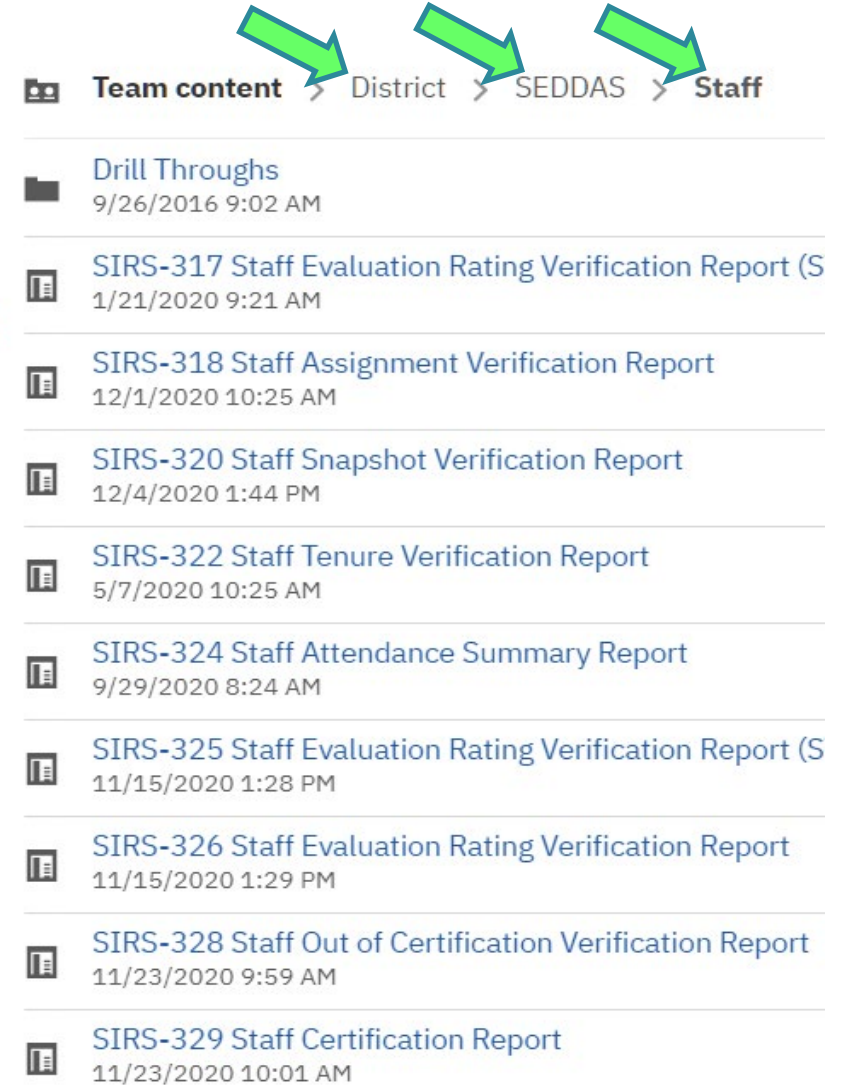 Team content > District > SEDDAS > Staff
Drill Throughs
9/26/2016 9:02 AM
SIRS-317 Staff Evaluation Rating Verification Report (S
1/21/2020 9:21 AM
SIRS-318 Staff Assignment Verification Report
12/1/2020 10:25 AM
SIRS-320 Staff Snapshot Verification Report
12/4/2020 1:44 PM
SIRS-322 Staff Tenure Verification Report
5/7/2020 10:25 AM
SIRS-324 Staff Attendance Summary Report
9/29/2020 8:24 AM
SIRS-325 Staff Evaluation Rating Verification Report (S
11/15/2020 1:28 PM
SIRS-326 Staff Evaluation Rating Verification Report
11/15/2020 1:29 PM
SIRS-328 Staff Out of Certification Verification Report
11/23/2020 9:59 AM
SIRS-329 Staff Certification Report
11/23/2020 10:01 AM